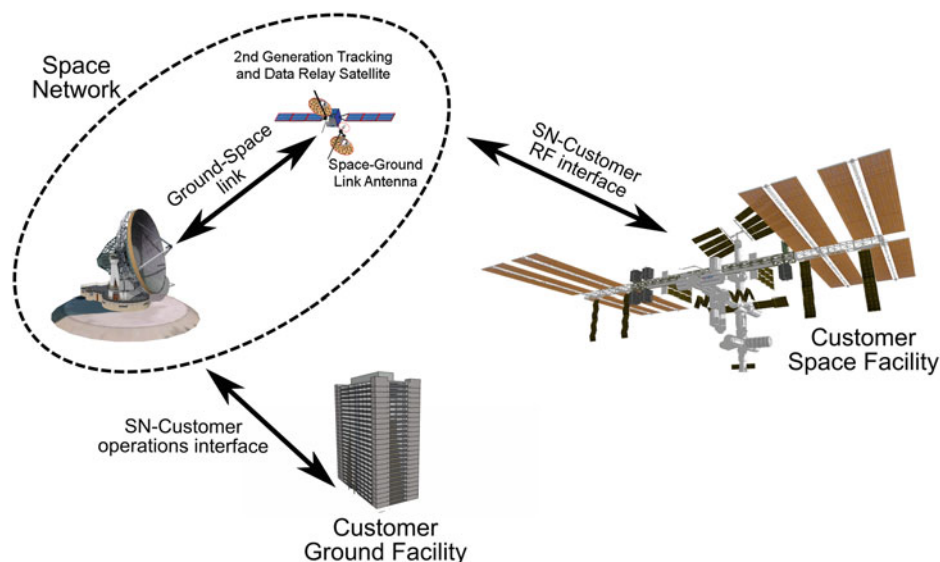 Space
Network
2nd Generation Tracking
and Data Relay Satellite
Ground-Space
link
Space-Ground
Link Antenna
SN-Customer
RF interface
Customer
Space Facility
SN-Customer
operations interface
Customer
Ground Facility